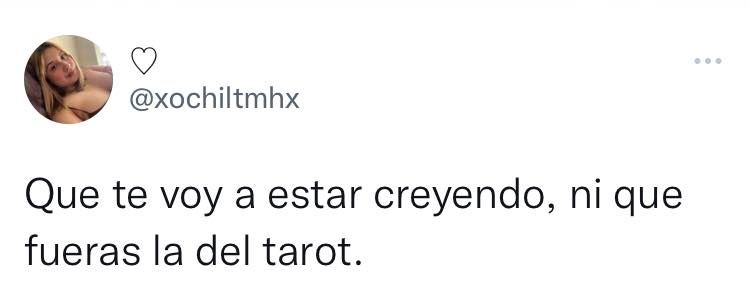 ♡
@xochiltmhx
Que te voy a estar creyendo, ni que
fueras la del tarot.